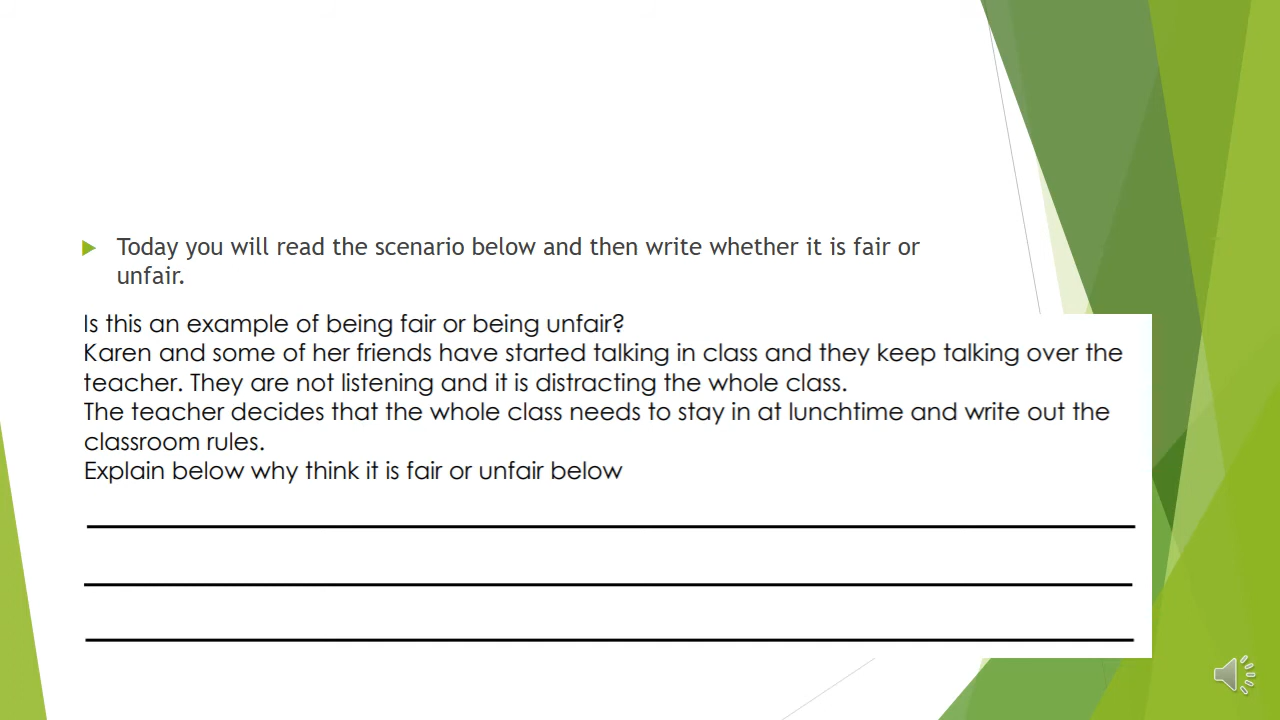 Today you will read the scenario below and then write whether it is fair or
unfair.
Is this an example of being fair or being unfair?
Karen and some of her friends have started talking in class and they keep talking over the
teacher. They are not listening and it is distracting the whole class.
The teacher decides that the whole class needs to stay in at lunchtime and write out the
classroom rules.
Explain below why think it is fair or unfair below